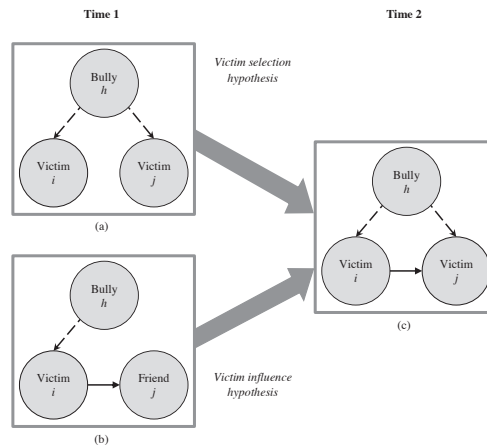 Time 1
Time 2
Victim selection
hypothesis
Bully
h
Victim
i
Victim
j
(a)
Bully
h
Victim
i
Victim
j
(c)
Bully
h
Victim
i
Friend
j
(b)
Victim influence
hypothesis